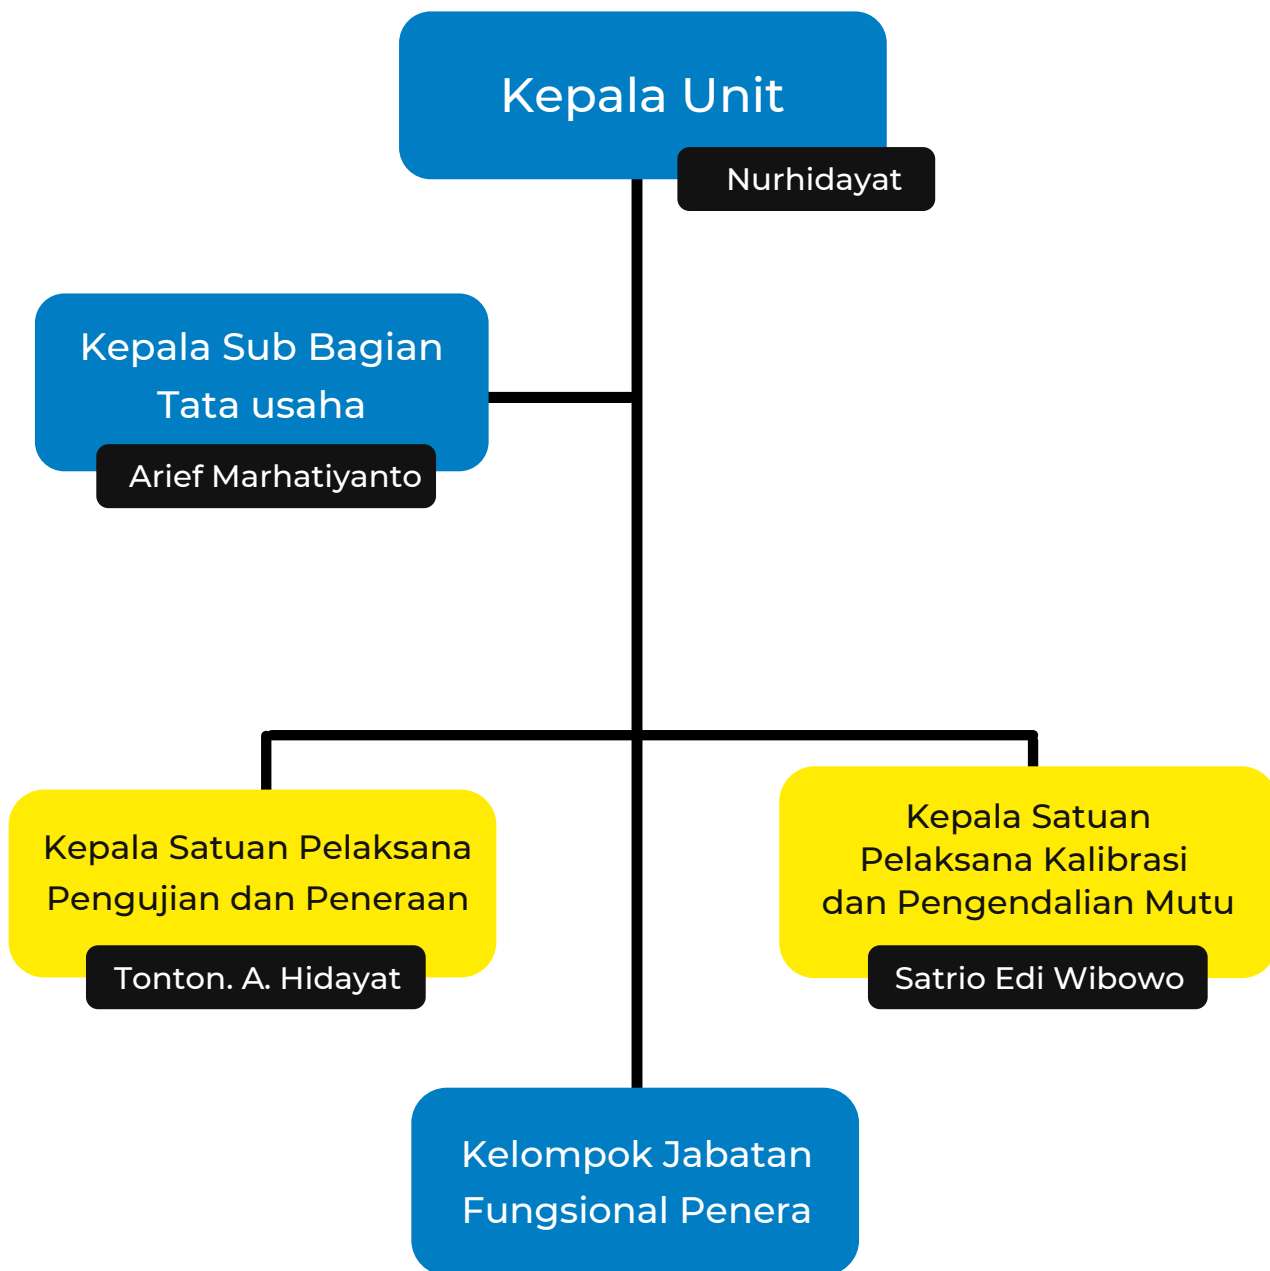 Kepala Unit
Nurhidayat
Kepala Sub Bagian
Tata usaha
Arief Marhatiyanto
Kepala Satuan Pelaksana
Pengujian dan Peneraan
Tonton. A. Hidayat
Kepala Satuan
Pelaksana Kalibrasi
dan Pengendalian Mutu
Satrio Edi Wibowo
Kelompok Jabatan
Fungsional Penera